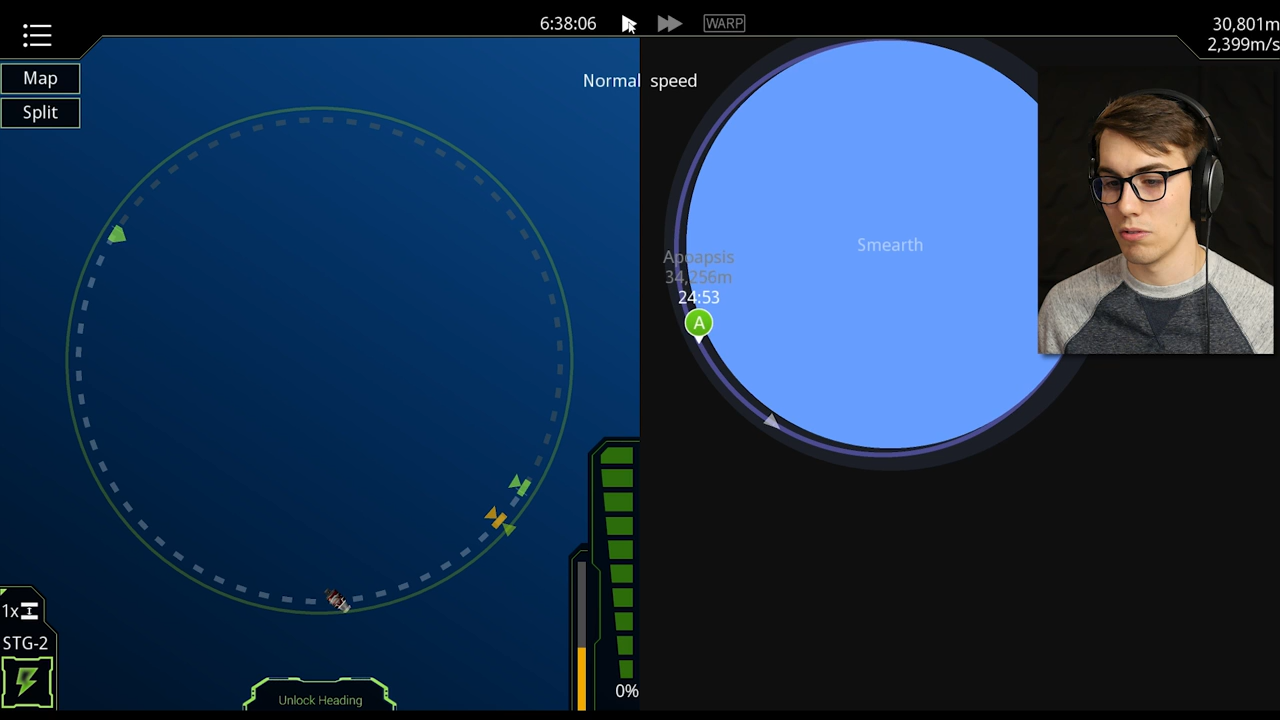 6:38:06
WARP
30,801m
2,399m/s
Map
Split
Normal speed
Smearth
Apoapsis
34,256m
24:53
A
1x
STG-2
Unlock Heading
0%